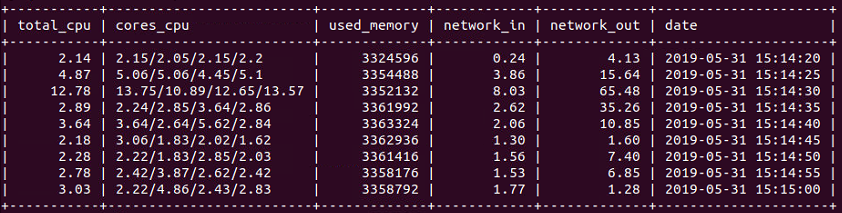 +-----------+-------------------------+-------------+------------+-------------+---------------------+
| total_cpu | cores_cpu               | used_memory | network_in | network_out | date                |
+-----------+-------------------------+-------------+------------+-------------+---------------------+
|      2.14 | 2.15/2.05/2.15/2.2      |     3324596 |       0.24 |        4.13 | 2019-05-31 15:14:20 |
|      4.87 | 5.06/5.06/4.45/5.1      |     3354488 |       3.86 |       15.64 | 2019-05-31 15:14:25 |
|     12.78 | 13.75/10.89/12.65/13.57 |     3352132 |       8.03 |       65.48 | 2019-05-31 15:14:30 |
|      2.89 | 2.24/2.85/3.64/2.86     |     3361992 |       2.62 |       35.26 | 2019-05-31 15:14:35 |
|      3.64 | 3.64/2.64/5.62/2.84     |     3363324 |       2.06 |       10.85 | 2019-05-31 15:14:40 |
|      2.18 | 3.06/1.83/2.02/1.62     |     3362936 |       1.30 |        1.60 | 2019-05-31 15:14:45 |
|      2.28 | 2.22/1.83/2.85/2.03     |     3361416 |       1.56 |        7.40 | 2019-05-31 15:14:50 |
|      2.78 | 2.42/3.87/2.62/2.42     |     3358176 |       1.53 |        6.85 | 2019-05-31 15:14:55 |
|      3.03 | 2.22/4.86/2.43/2.83     |     3358792 |       1.77 |        1.28 | 2019-05-31 15:15:00 |
+-----------+-------------------------+-------------+------------+-------------+---------------------+